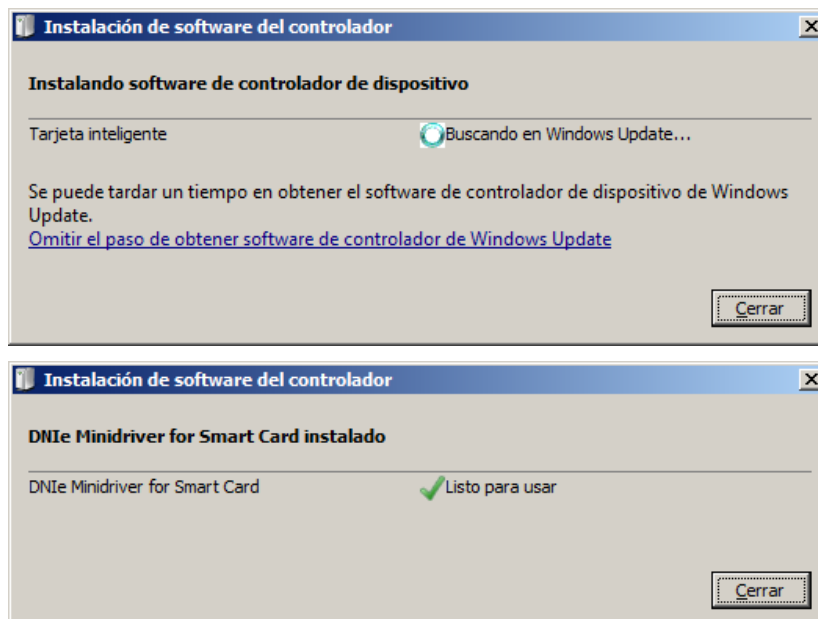 Instalación de software del controlador
Instalando software de controlador de dispositivo
Tarjeta inteligente Buscando en Windows Update...
Se puede tardar un tiempo en obtener el software de controlador de dispositivo de Windows
Update.
Omitir el paso de obtener software de controlador de Windows Update
Cerrar
Instalación de software del controlador
DNIe Minidriver for Smart Card instalado
DNIe Minidriver for Smart Card Listo para usar
Cerrar